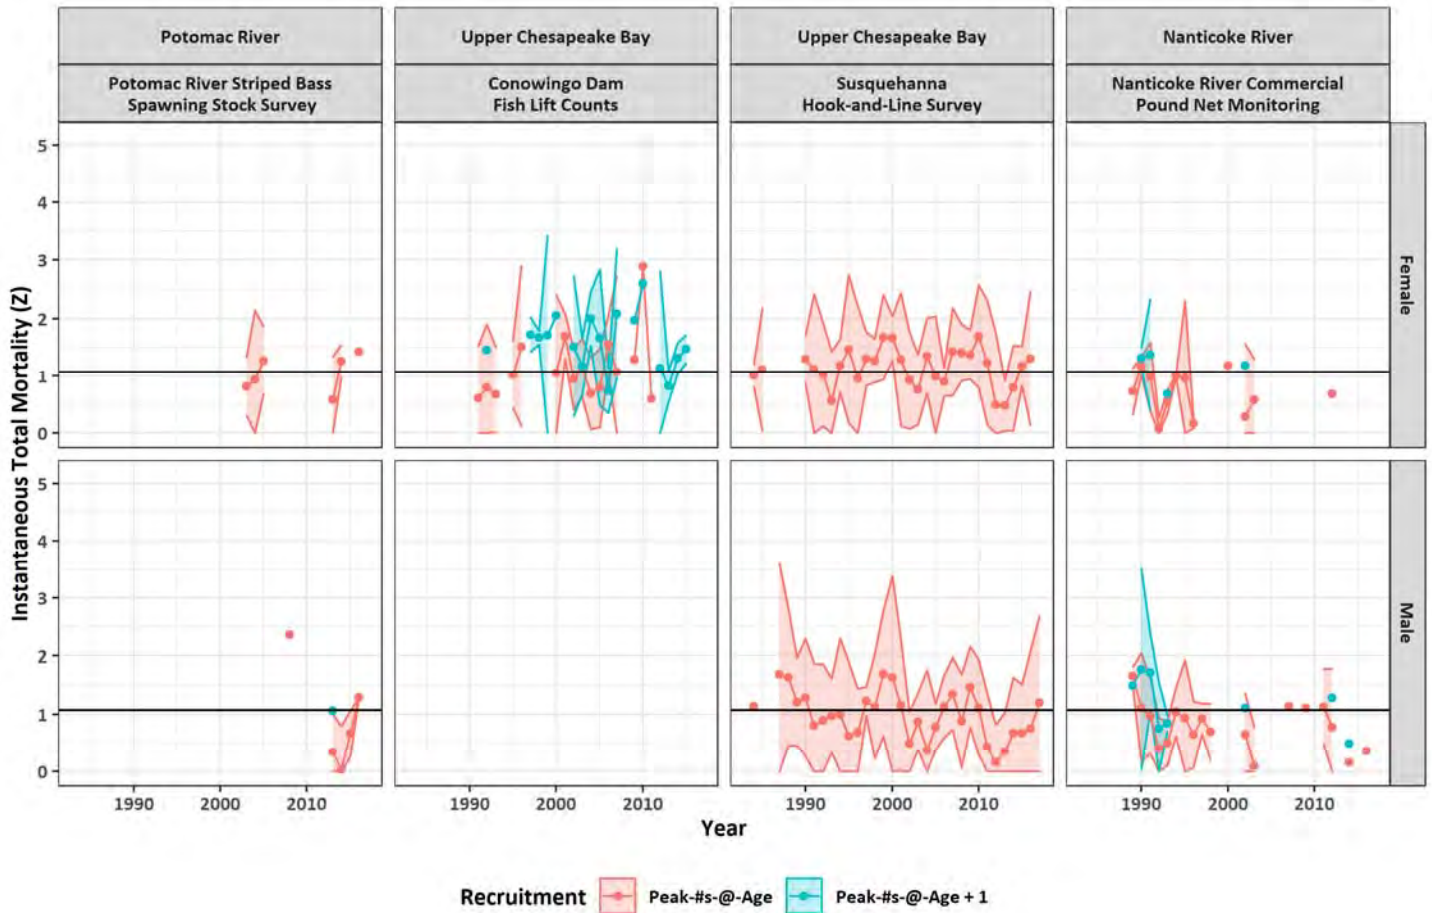 Potomac River
Upper Chesapeake Bay
Upper Chesapeake Bay
Nanticoke River
Potomac River Striped Bass
Spawning Stock Survey
Conowingo Dam
Fish Lift Counts
Susquehanna
Hook-and-Line Survey
Nanticoke River Commercial
Pound Net Monitoring
Instantaneous Total Mortality (Z)
5
4
3
2
1
0
Female
5
4
3
2
1
0
Male
1990 2000 2010
1990 2000 2010
1990 2000 2010
1990 2000 2010
Year
Recruitment Peak-#s-@-Age Peak-#s-@-Age + 1